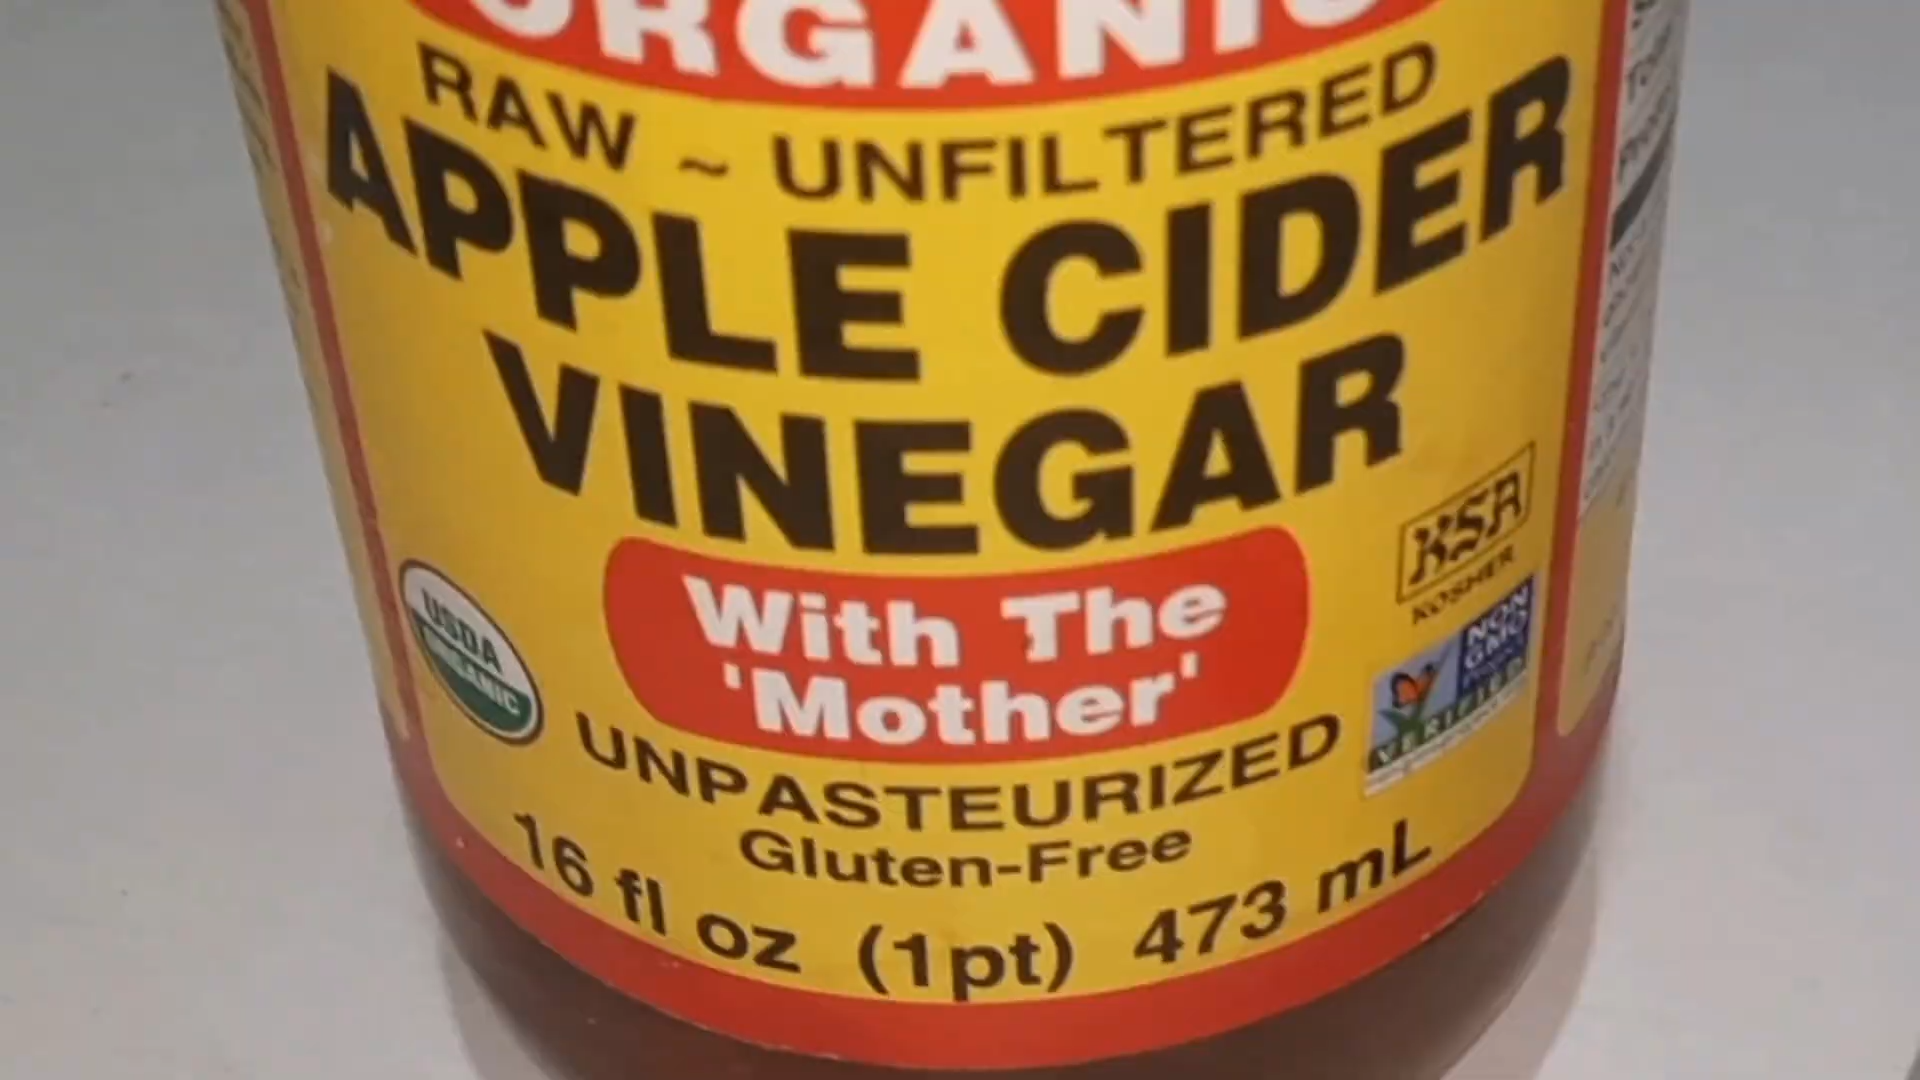 ORGANIC
RAW ~ UNFILTERED
APPLE CIDER
VINEGAR
With The
'Mother'
UNPASTEURIZED
Gluten-Free
16 fl oz (1pt) 473 mL
USDA
ORGANIC
KSA
KOSHER
NON
GMO
VERIFIED